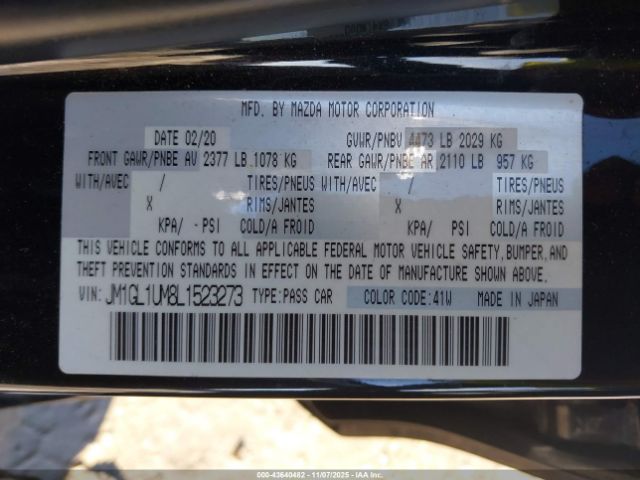 MFD. BY MAZDA MOTOR CORPORATION
DATE 02/20 GVWR/PNBV 4473 LB 2029 KG
FRONT GAWR/PNBE AV 2377 LB 1078 KG REAR GAWR/PNBE AR 2110 LB 957 KG
WITH/AVEC / TIRES/PNEUS WITH/AVEC / TIRES/PNEUS
X RIMS/JANTES X RIMS/JANTES
KPA/ - PSI COLD/A FROID KPA/ PSI COLD/A FROID
THIS VEHICLE CONFORMS TO ALL APPLICABLE FEDERAL MOTOR VEHICLE SAFETY, BUMPER, AND
THEFT PREVENTION STANDARDS IN EFFECT ON THE DATE OF MANUFACTURE SHOWN ABOVE.
VIN: JM1GL1UM8L1523273 TYPE:PASS CAR COLOR CODE:41W MADE IN JAPAN
000-43640482 - 11/07/2025 - IAAI.COM